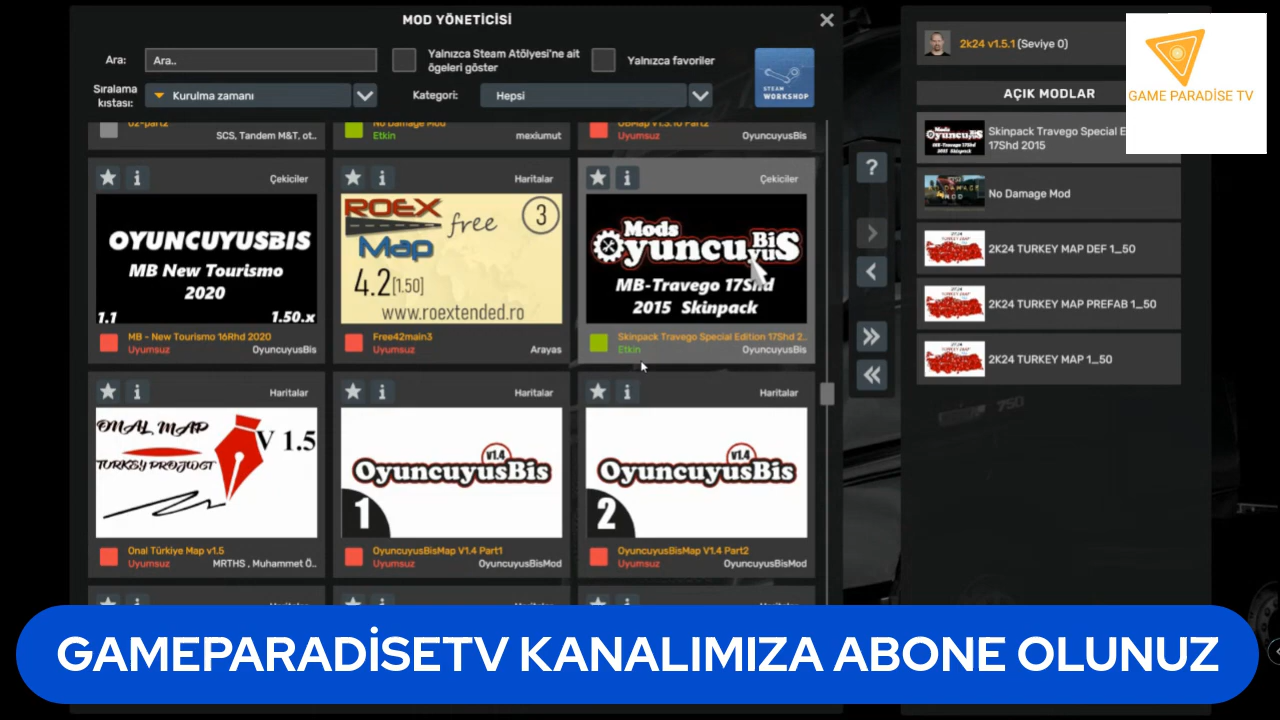 MOD YÖNETİCİSİ
Ara:
Ara..
Yalnızca Steam Atölyesi'ne ait
ögeleri göster
Yalnızca favoriler
STEAM
WORKSHOP
Sıralama
kıstası:
Kurulma zamanı
Kategori:
Hepsi
SCS, Tandem M&T, ot..
No Damage Mod
Etkin
mexiumut
Uyumsuz
OyuncuyusBis
Çekiciler
OYUNCUYUSBIS
MB New Tourismo
2020
1.1
1.50.x
MB - New Tourismo 16Rhd 2020
Uyumsuz
OyuncuyusBis
Haritalar
ROEX
free
3
Map
4.2[1.50]
www.roextended.ro
Free42main3
Uyumsuz
Arayas
Çekiciler
Mods
OyuncuyusBiS
MB-Travego 17Shd
2015 Skinpack
Skinpack Travego Special Edition 17Shd 2..
Etkin
OyuncuyusBis
Haritalar
ONAL MAP
V 1.5
TURKSY PROJWST
Onal Türkiye Map v1.5
Uyumsuz
MRTHS , Muhammet Ö..
Haritalar
v1.4
OyuncuyusBis
1
OyuncuyusBisMap V1.4 Part1
Uyumsuz
OyuncuyusBisMod
Haritalar
v1.4
OyuncuyusBis
2
OyuncuyusBisMap V1.4 Part2
Uyumsuz
OyuncuyusBisMod
2k24 v1.5.1 (Seviye 0)
AÇIK MODLAR
Skinpack Travego Special E
17Shd 2015
No Damage Mod
2K24 TURKEY MAP DEF 1_50
2K24 TURKEY MAP PREFAB 1_50
2K24 TURKEY MAP 1_50
750
GAME PARADİSE TV
GAMEPARADİSETV KANALIMIZA ABONE OLUNUZ